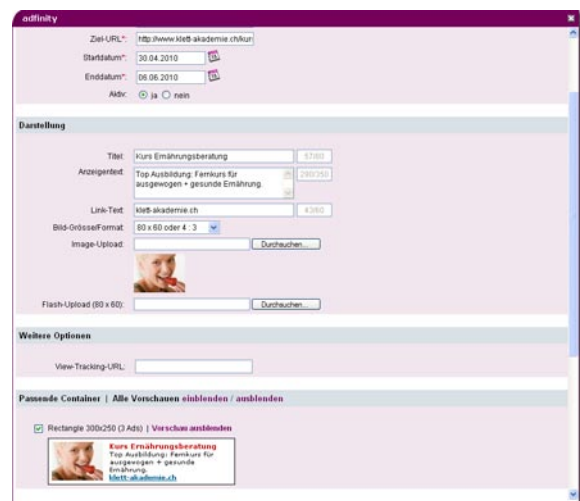 adfinity
Ziel-URL*: http://www.klett-akademie.ch/kur
Startdatum*: 30.04.2010
Enddatum*: 06.06.2010
Aktiv: ja nein
Darstellung
Titel: Kurs Ernährungsberatung 37/60
Anzeigentext: Top Ausbildung: Fernkurs für 280/350
ausgewogen + gesunde Ernährung.
Link-Text: klett-akademie.ch 43/60
Bild-Grösse/Format: 80 x 60 oder 4 : 3
Image-Upload: Durchsuchen...
Flash-Upload (80 x 60): Durchsuchen...
Weitere Optionen
View-Tracking-URL:
Passende Container | Alle Vorschauen einblenden / ausblenden
Rectangle 300x250 (3 Ads) | Vorschau ausblenden
Kurs Ernährungsberatung
Top Ausbildung: Fernkurs für
ausgewogen + gesunde
Ernährung.
klett-akademie.ch